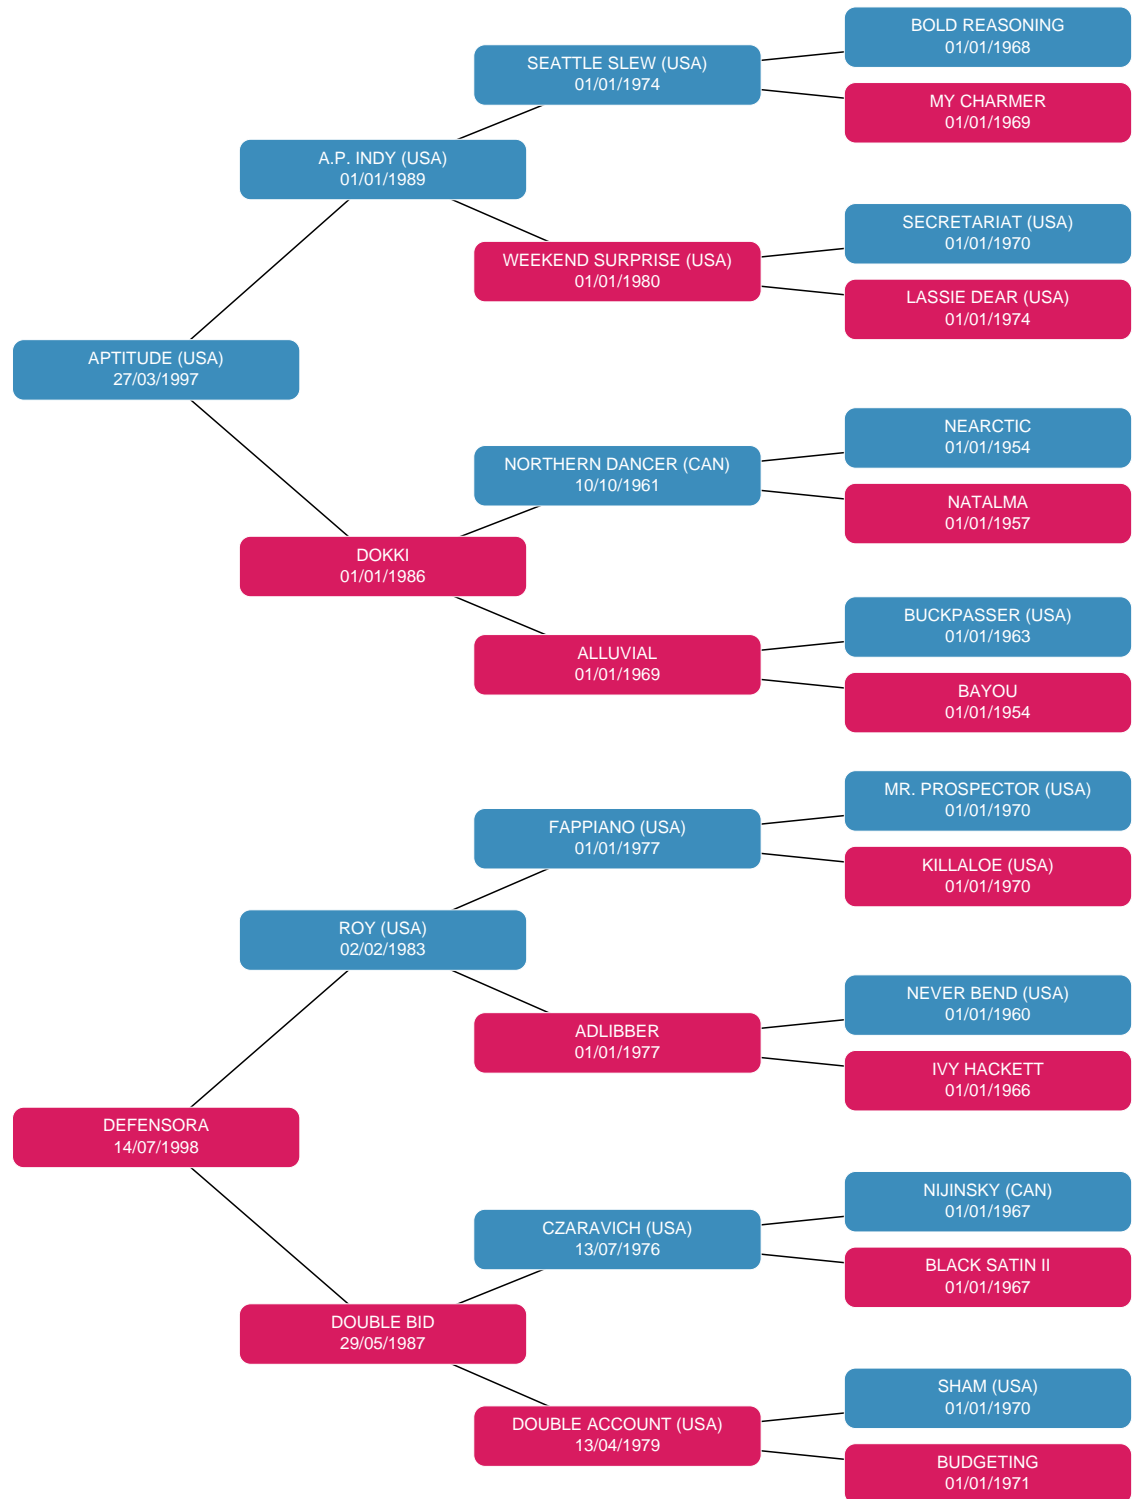 BOLD REASONING
01/01/1968
SEATTLE SLEW (USA)
01/01/1974
MY CHARMER
01/01/1969
A.P. INDY (USA)
01/01/1989
SECRETARIAT (USA)
01/01/1970
WEEKEND SURPRISE (USA)
01/01/1980
LASSIE DEAR (USA)
01/01/1974
APTITUDE (USA)
27/03/1997
NEARCTIC
01/01/1954
NORTHERN DANCER (CAN)
10/10/1961
NATALMA
01/01/1957
DOKKI
01/01/1986
BUCKPASSER (USA)
01/01/1963
ALLUVIAL
01/01/1969
BAYOU
01/01/1954
MR. PROSPECTOR (USA)
01/01/1970
FAPPIANO (USA)
01/01/1977
KILLALOE (USA)
01/01/1970
ROY (USA)
02/02/1983
NEVER BEND (USA)
01/01/1960
ADLIBBER
01/01/1977
IVY HACKETT
01/01/1966
DEFENSORA
14/07/1998
NIJINSKY (CAN)
01/01/1967
CZARAVICH (USA)
13/07/1976
BLACK SATIN II
01/01/1967
DOUBLE BID
29/05/1987
SHAM (USA)
01/01/1970
DOUBLE ACCOUNT (USA)
13/04/1979
BUDGETING
01/01/1971